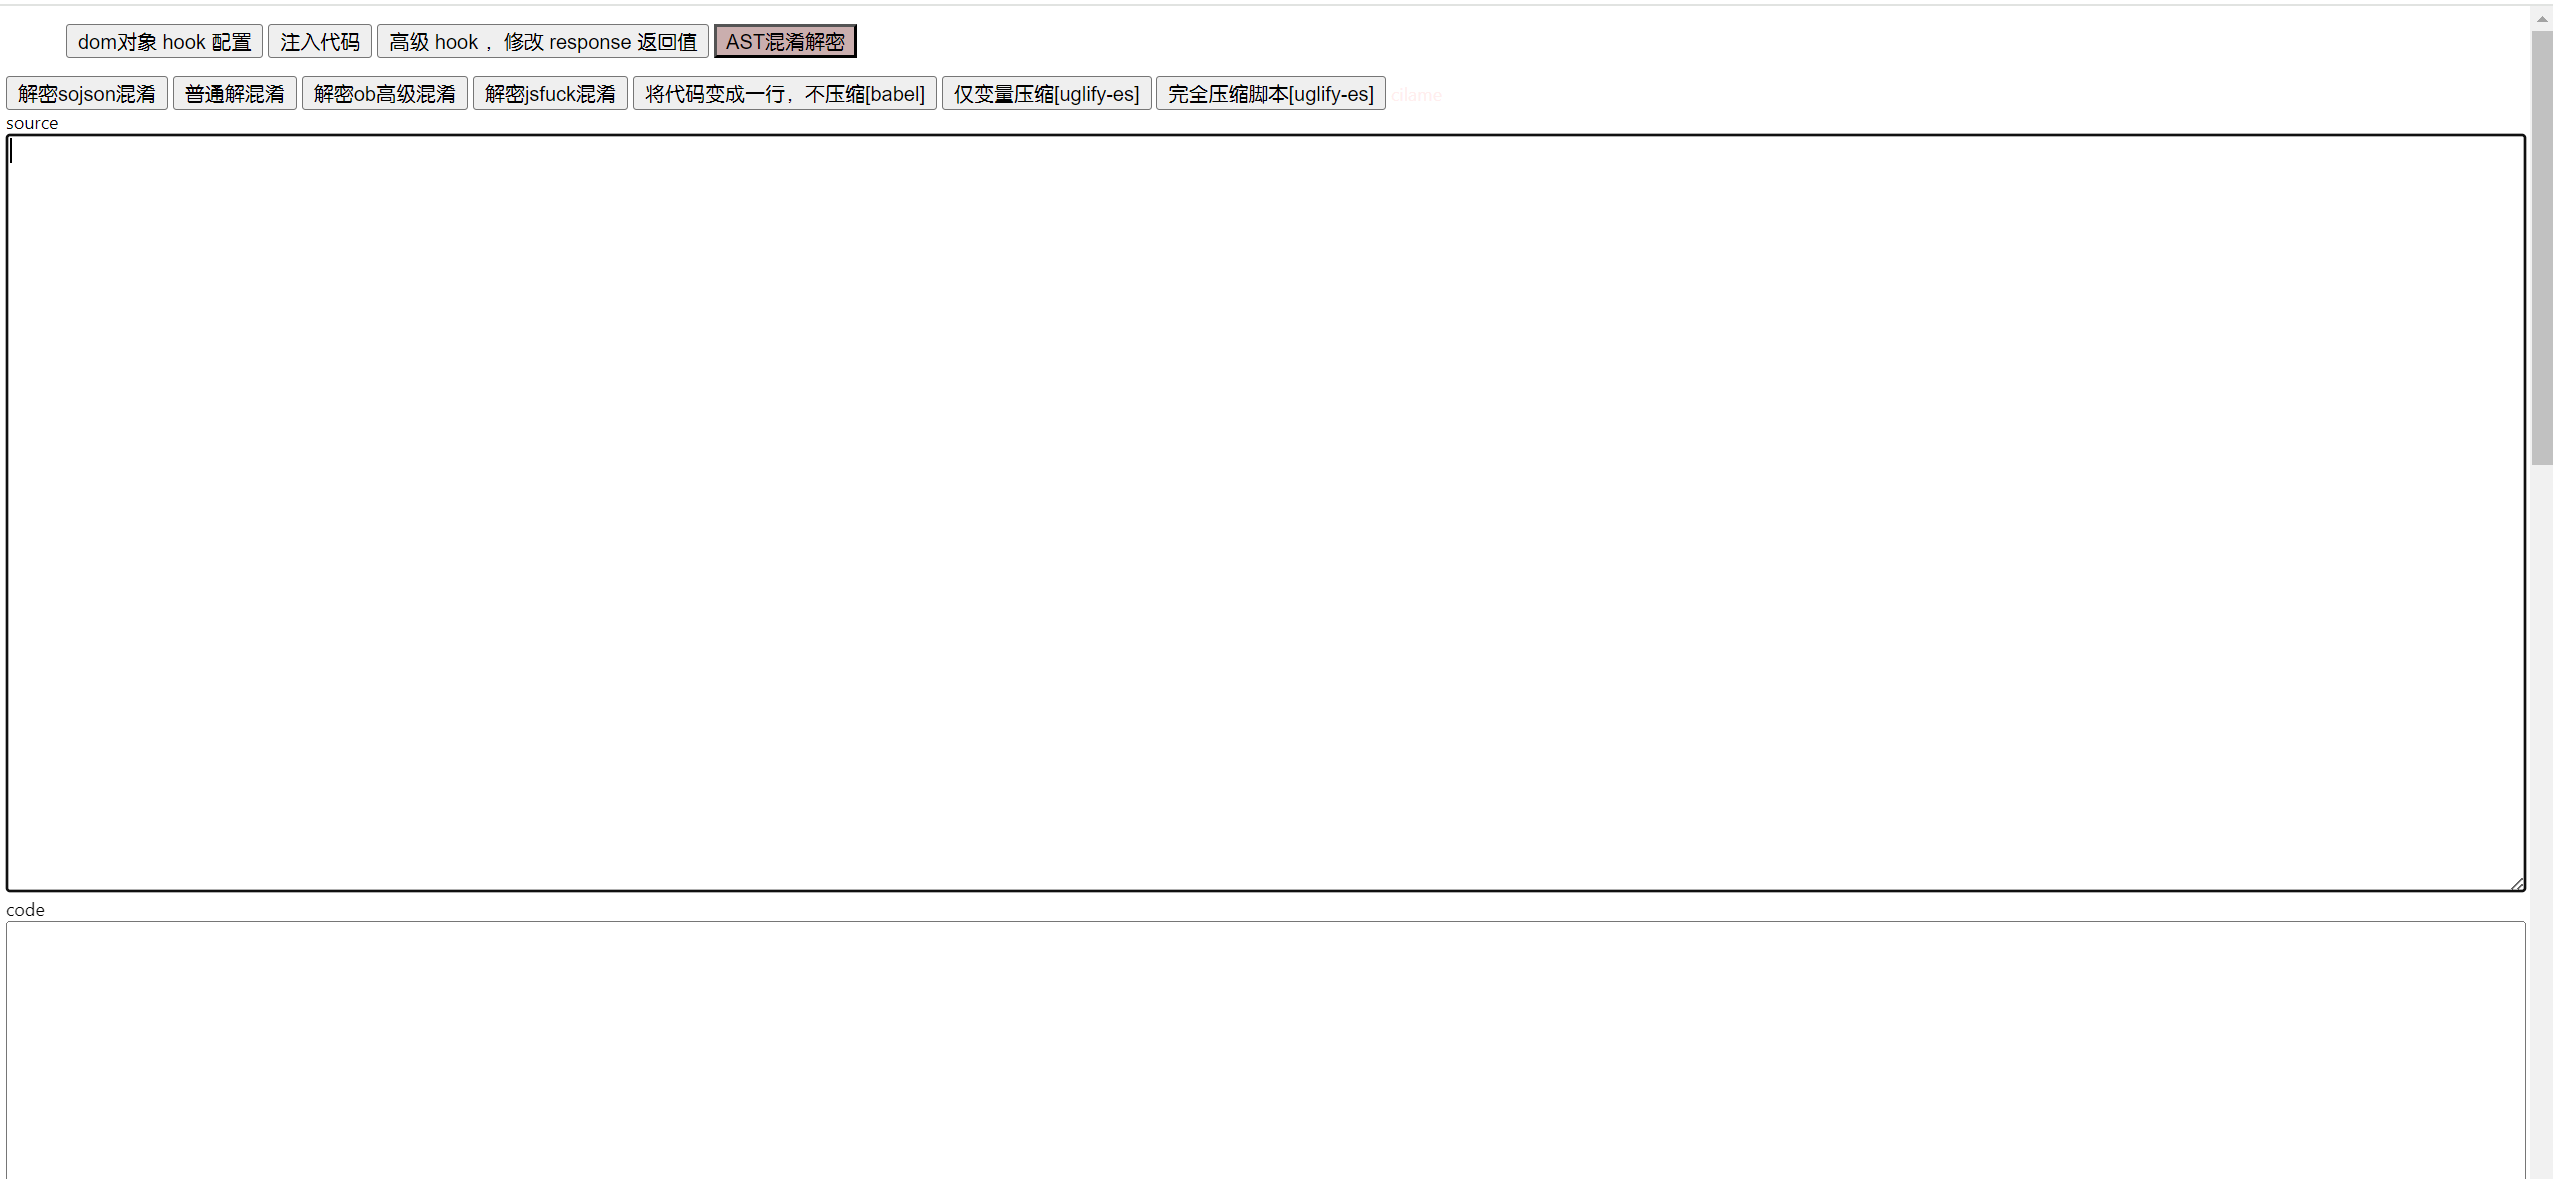 dom对象 hook 配置 注入代码 高级 hook ，修改 response 返回值 AST混淆解密
解密sojson混淆 普通解混淆 解密ob高级混淆 解密jsfuck混淆 将代码变成一行，不压缩[babel] 仅变量压缩[uglify-es] 完全压缩脚本[uglify-es] cilame
source
code